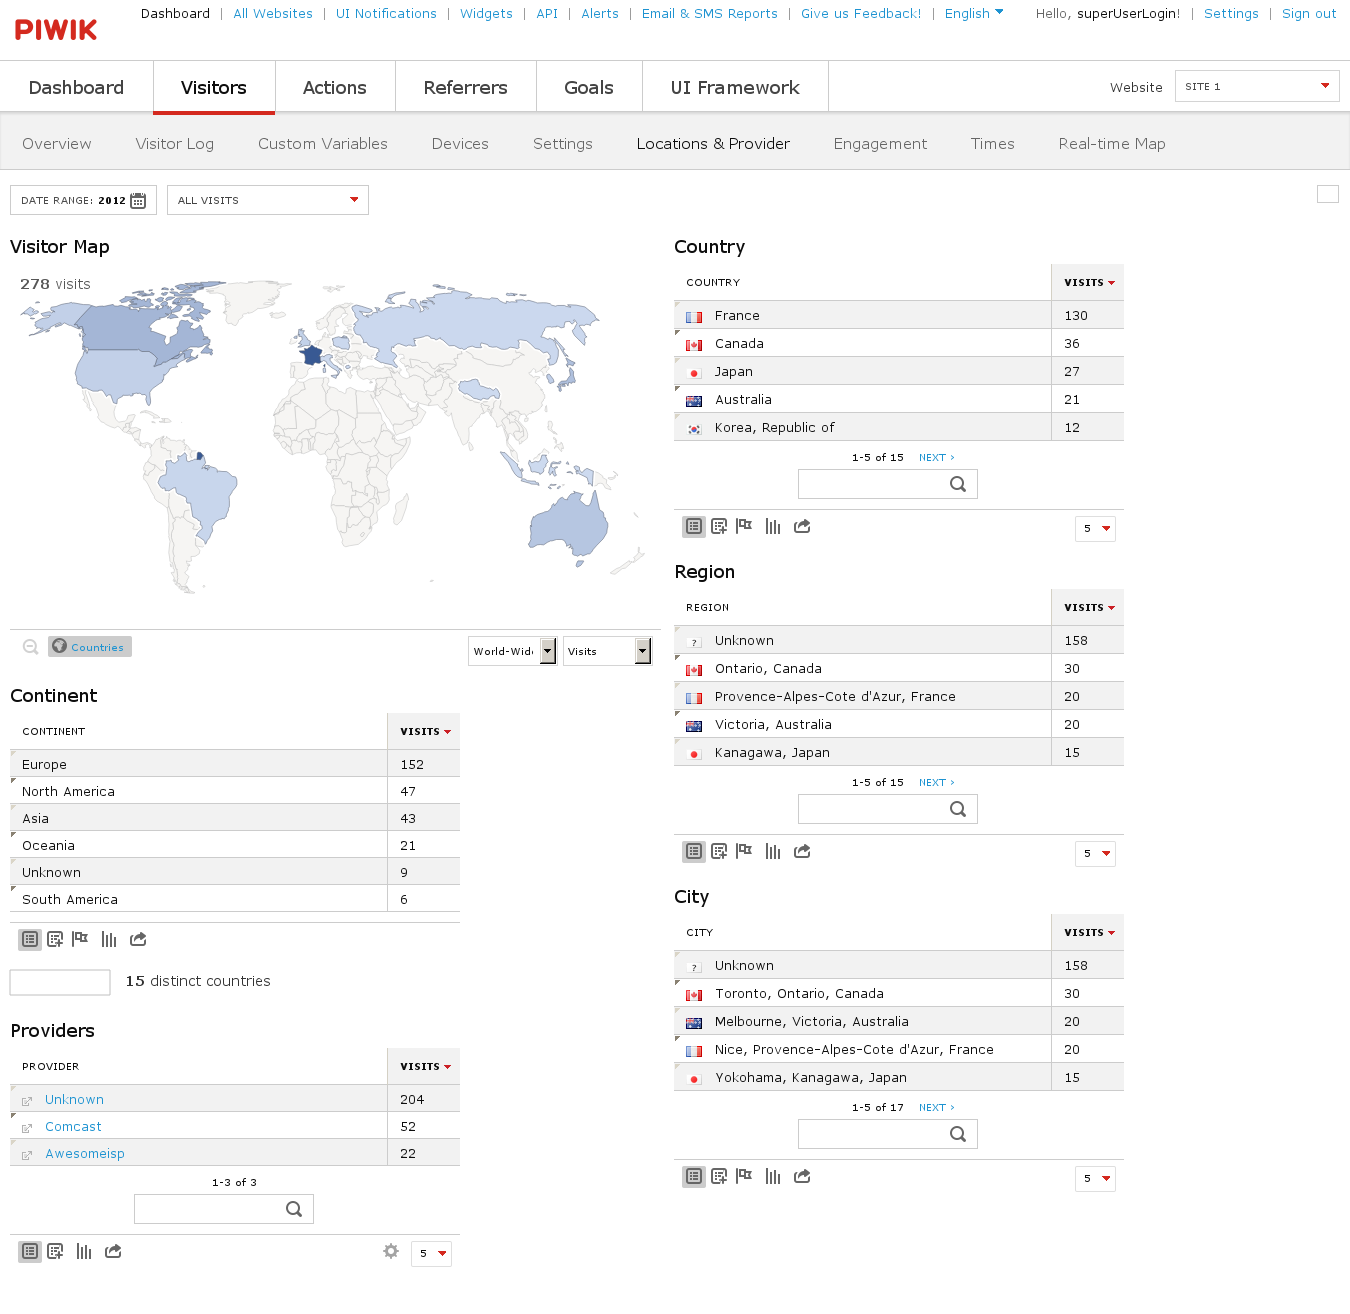 PIWIK
Dashboard | All Websites | UI Notifications | Widgets | API | Alerts | Email & SMS Reports | Give us Feedback! | English
Hello, superUserLogin! | Settings | Sign out
Dashboard Visitors Actions Referrers Goals UI Framework
Website SITE 1
Overview Visitor Log Custom Variables Devices Settings Locations & Provider Engagement Times Real-time Map
DATE RANGE: 2012
ALL VISITS
Visitor Map
278 visits
Countries
World-Wid
Visits
Continent
CONTINENT VISITS
Europe 152
North America 47
Asia 43
Oceania 21
Unknown 9
South America 6
15 distinct countries
Providers
PROVIDER VISITS
Unknown 204
Comcast 52
Awesomeisp 22
1-3 of 3
5
Country
COUNTRY VISITS
France 130
Canada 36
Japan 27
Australia 21
Korea, Republic of 12
1-5 of 15 NEXT ›
5
Region
REGION VISITS
? Unknown 158
Ontario, Canada 30
Provence-Alpes-Cote d'Azur, France 20
Victoria, Australia 20
Kanagawa, Japan 15
1-5 of 15 NEXT ›
5
City
CITY VISITS
? Unknown 158
Toronto, Ontario, Canada 30
Melbourne, Victoria, Australia 20
Nice, Provence-Alpes-Cote d'Azur, France 20
Yokohama, Kanagawa, Japan 15
1-5 of 17 NEXT ›
5